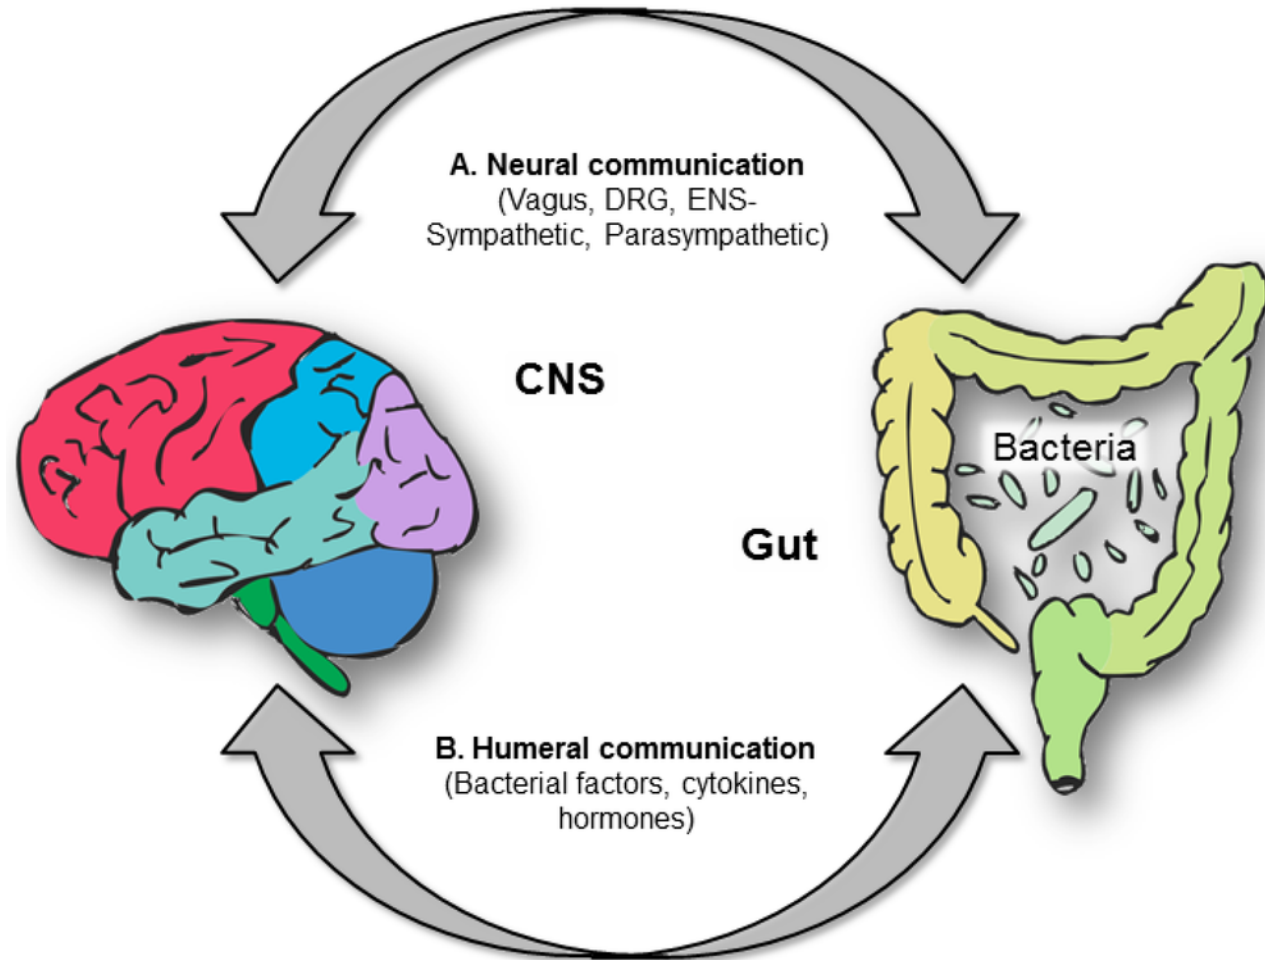 A. Neural communication
(Vagus, DRG, ENS-
Sympathetic, Parasympathetic)
CNS
Bacteria
Gut
B. Humeral communication
(Bacterial factors, cytokines,
hormones)